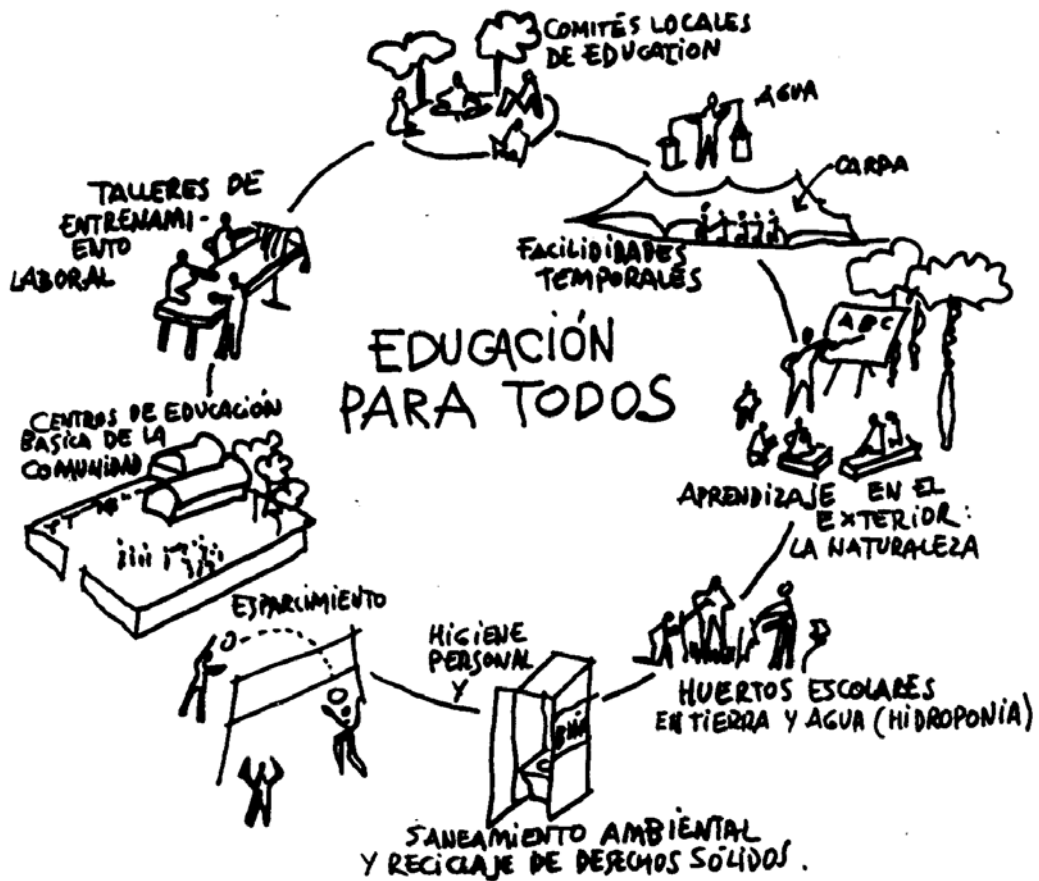 COMITÉS LOCALES
DE EDUCATION
AGUA
CARPA
FACILIDIDADES
TEMPORALES
A B C
APRENDIZAJE EN EL
EXTERIOR:
LA NATURALEZA
HUERTOS ESCOLARES
EN TIERRA Y AGUA (HIDROPONIA)
HIGIENE
PERSONAL
Y
SANEAMIENTO AMBIENTAL
Y RECICLAJE DE DESECHOS SÓLIDOS.
ESPARCIMIENTO
CENTROS DE EDUCACIÓN
BASICA DE LA
COMUNIDAD
TALLERES DE
ENTRENAMI-
ENTO
LABORAL
EDUCACIÓN
PARA TODOS